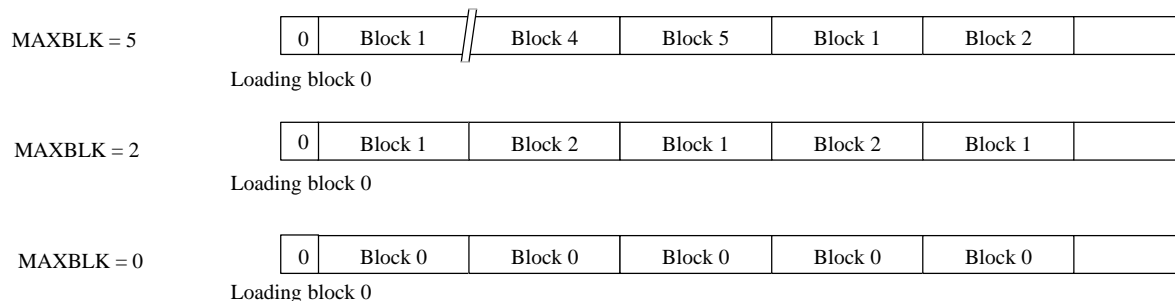 MAXBLK = 5 0 Block 1 Block 4 Block 5 Block 1 Block 2
Loading block 0
MAXBLK = 2 0 Block 1 Block 2 Block 1 Block 2 Block 1
Loading block 0
MAXBLK = 0 0 Block 0 Block 0 Block 0 Block 0 Block 0
Loading block 0